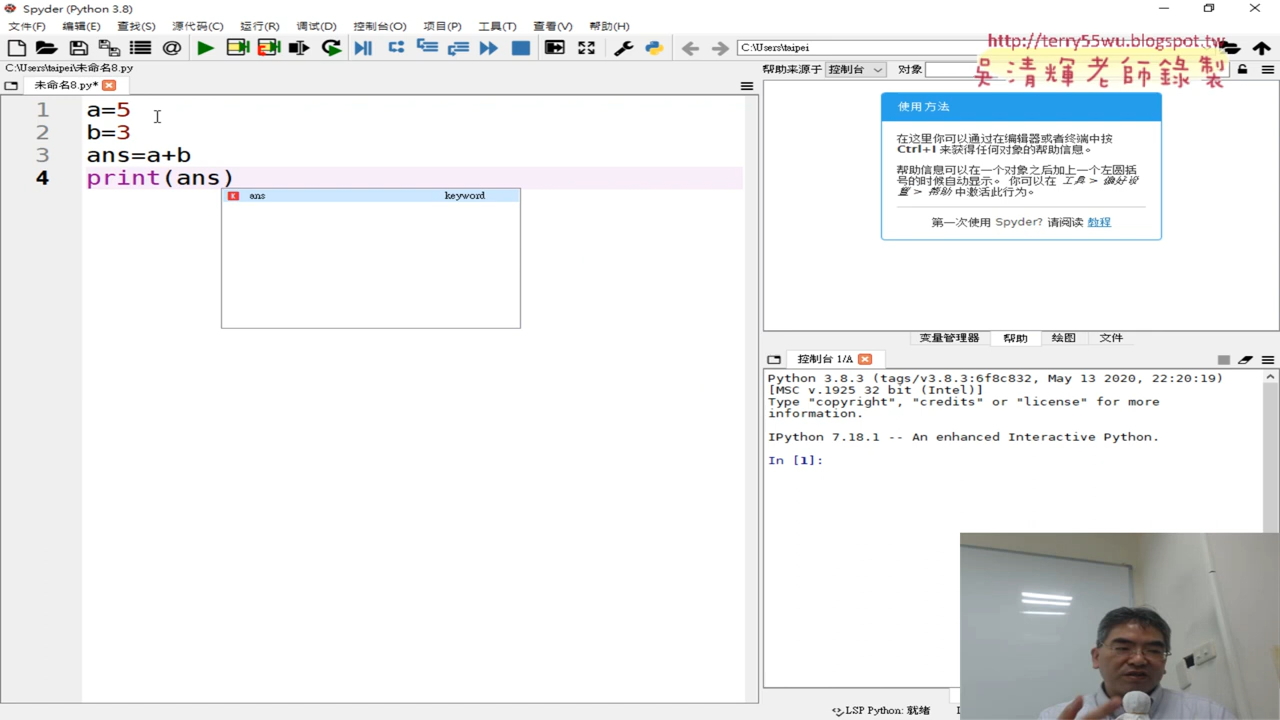 Spyder (Python 3.8)
文件(F) 编辑(E) 查找(S) 源代码(C) 运行(R) 调试(D) 控制台(O) 项目(P) 工具(T) 查看(V) 帮助(H)
C:\Users\taipei
http://terry55wu.blogspot.tw
吳清輝老師錄製
C:\Users\taipei\未命名8.py
帮助来源于 控制台 对象
未命名8.py*
1 a=5
2 b=3
3 ans=a+b
4 print(ans)
ans keyword
使用方法
在这里你可以通过在编辑器或者终端中按
Ctrl+I 来获得任何对象的帮助信息。
帮助信息可以在一个对象之后加上一个左圆括
号的时候自动显示。 你可以在 工具 > 偏好设
置 > 帮助 中激活此行为。
第一次使用 Spyder? 请阅读 教程
变量管理器 帮助 绘图 文件
控制台 1/A
Python 3.8.3 (tags/v3.8.3:6f8c832, May 13 2020, 22:20:19)
[MSC v.1925 32 bit (Intel)]
Type "copyright", "credits" or "license" for more
information.
IPython 7.18.1 -- An enhanced Interactive Python.
In [1]:
LSP Python: 就绪